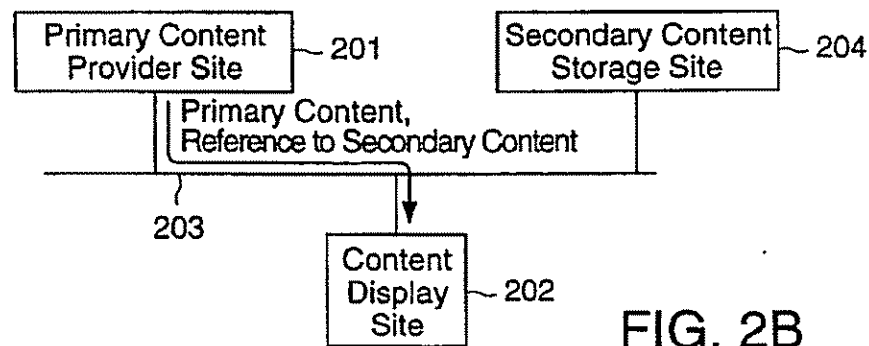 Primary Content
Provider Site
201
Secondary Content
Storage Site
204
Primary Content,
Reference to Secondary Content
203
Content
Display
Site
202
FIG. 2B